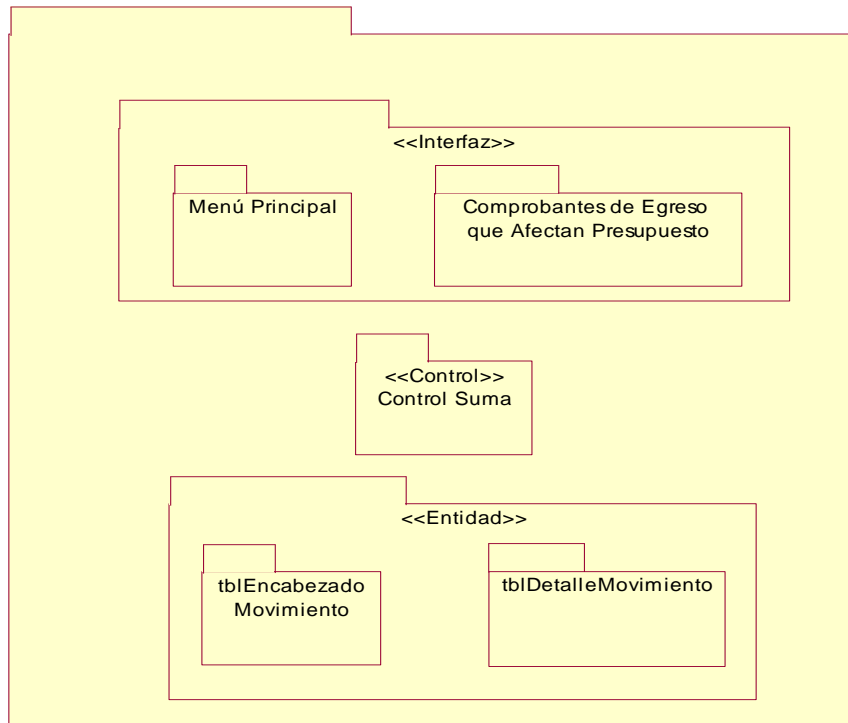 <<Interfaz>>
Menú Principal
Comprobantes de Egreso
que Afectan Presupuesto
<<Control>>
Control Suma
<<Entidad>>
tblEncabezado
Movimiento
tblDetalleMovimiento